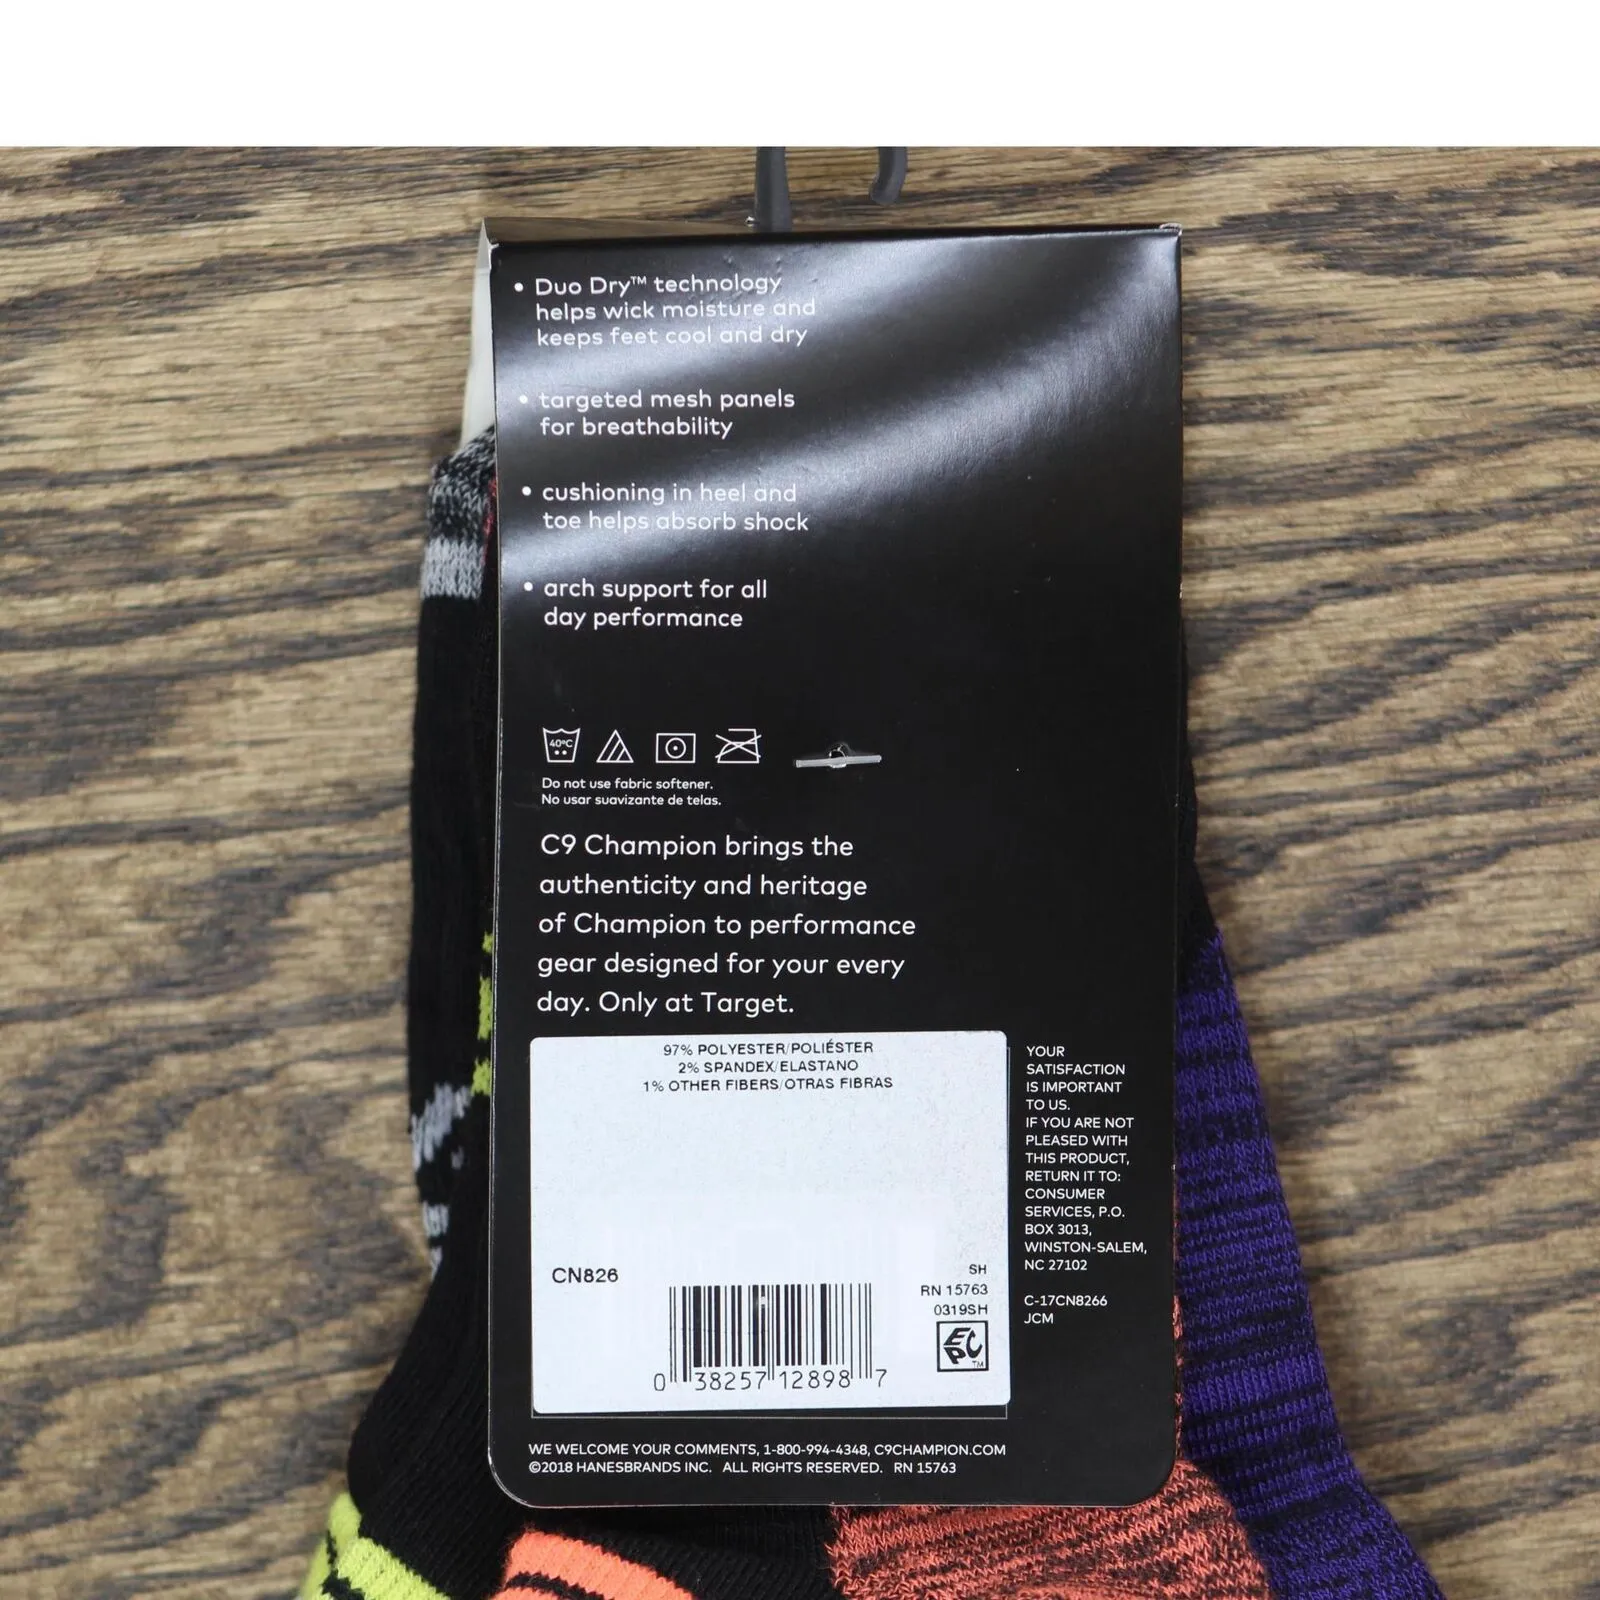 • Duo Dry™ technology
helps wick moisture and
keeps feet cool and dry
• targeted mesh panels
for breathability
• cushioning in heel and
toe helps absorb shock
• arch support for all
day performance
40°C
Do not use fabric softener.
No usar suavizante de telas.
C9 Champion brings the
authenticity and heritage
of Champion to performance
gear designed for your every
day. Only at Target.
97% POLYESTER/POLIÉSTER
2% SPANDEX/ELASTANO
1% OTHER FIBERS/OTRAS FIBRAS
CN826
SH
RN 15763
0319SH
EPC TM
0 38257 12898 7
YOUR
SATISFACTION
IS IMPORTANT
TO US.
IF YOU ARE NOT
PLEASED WITH
THIS PRODUCT,
RETURN IT TO:
CONSUMER
SERVICES, P.O.
BOX 3013,
WINSTON-SALEM,
NC 27102
C-17CN8266
JCM
WE WELCOME YOUR COMMENTS, 1-800-994-4348, C9CHAMPION.COM
©2018 HANESBRANDS INC. ALL RIGHTS RESERVED. RN 15763